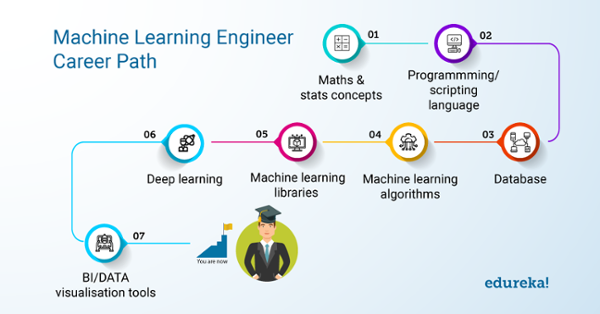 Machine Learning Engineer
Career Path
01
Maths &
stats concepts
02
Programmming/
scripting
language
03
Database
04
Machine learning
algorithms
05
Machine learning
libraries
06
Deep learning
07
BI/DATA
visualisation tools
You are now
edureka!